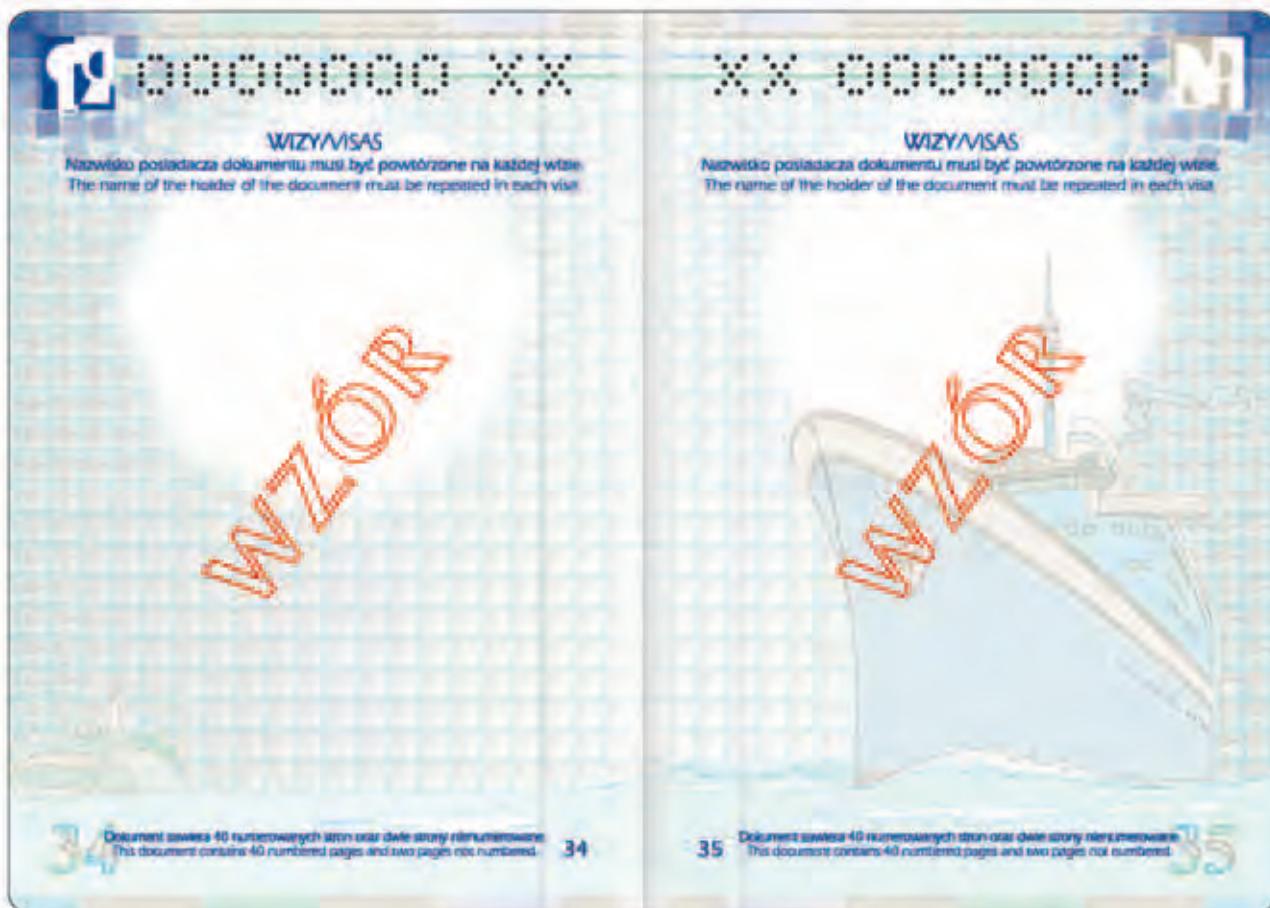 0000000 XX
WIZY/VISAS
Nazwisko posiadacza dokumentu musi być powtórzone na każdej wizie.
The name of the holder of the document must be repeated in each visa.
WZÓR
34
Dokument zawiera 40 numerowanych stron oraz dwie strony nienumerowane.
This document contains 40 numbered pages and two pages not numbered.
34
XX 0000000
WIZY/VISAS
Nazwisko posiadacza dokumentu musi być powtórzone na każdej wizie.
The name of the holder of the document must be repeated in each visa.
WZÓR
35
Dokument zawiera 40 numerowanych stron oraz dwie strony nienumerowane.
This document contains 40 numbered pages and two pages not numbered.
35